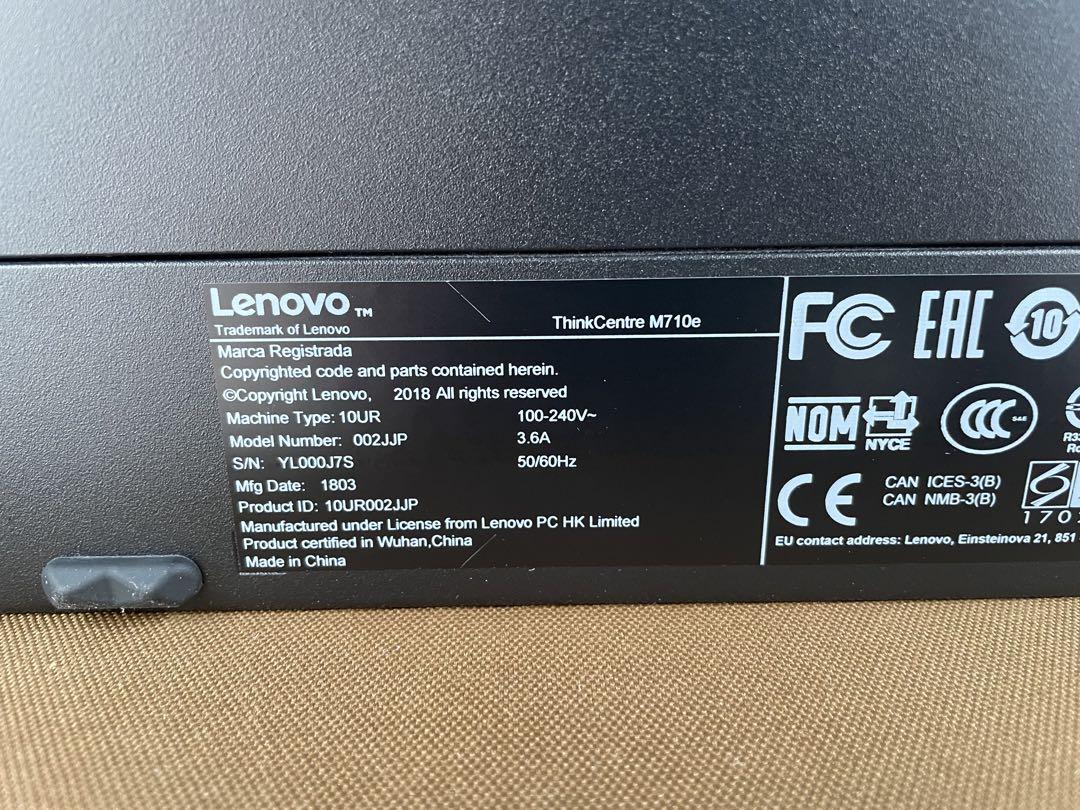 Lenovo™
Trademark of Lenovo
ThinkCentre M710e
Marca Registrada
Copyrighted code and parts contained herein.
©Copyright Lenovo, 2018 All rights reserved
Machine Type: 10UR 100-240V~
Model Number: 002JJP 3.6A
S/N: YL000J7S 50/60Hz
Mfg Date: 1803
Product ID: 10UR002JJP
Manufactured under License from Lenovo PC HK Limited
Product certified in Wuhan,China
Made in China
FC EAC 10
NOM NYCE CCC S&E
CE CAN ICES-3(B)
CAN NMB-3(B)
EU contact address: Lenovo, Einsteinova 21, 851